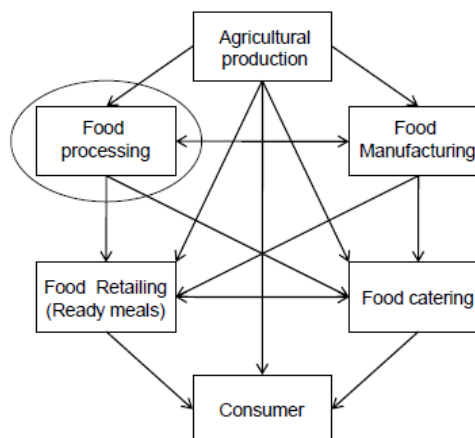 Agricultural
production
Food
processing
Food
Manufacturing
Food Retailing
(Ready meals)
Food catering
Consumer